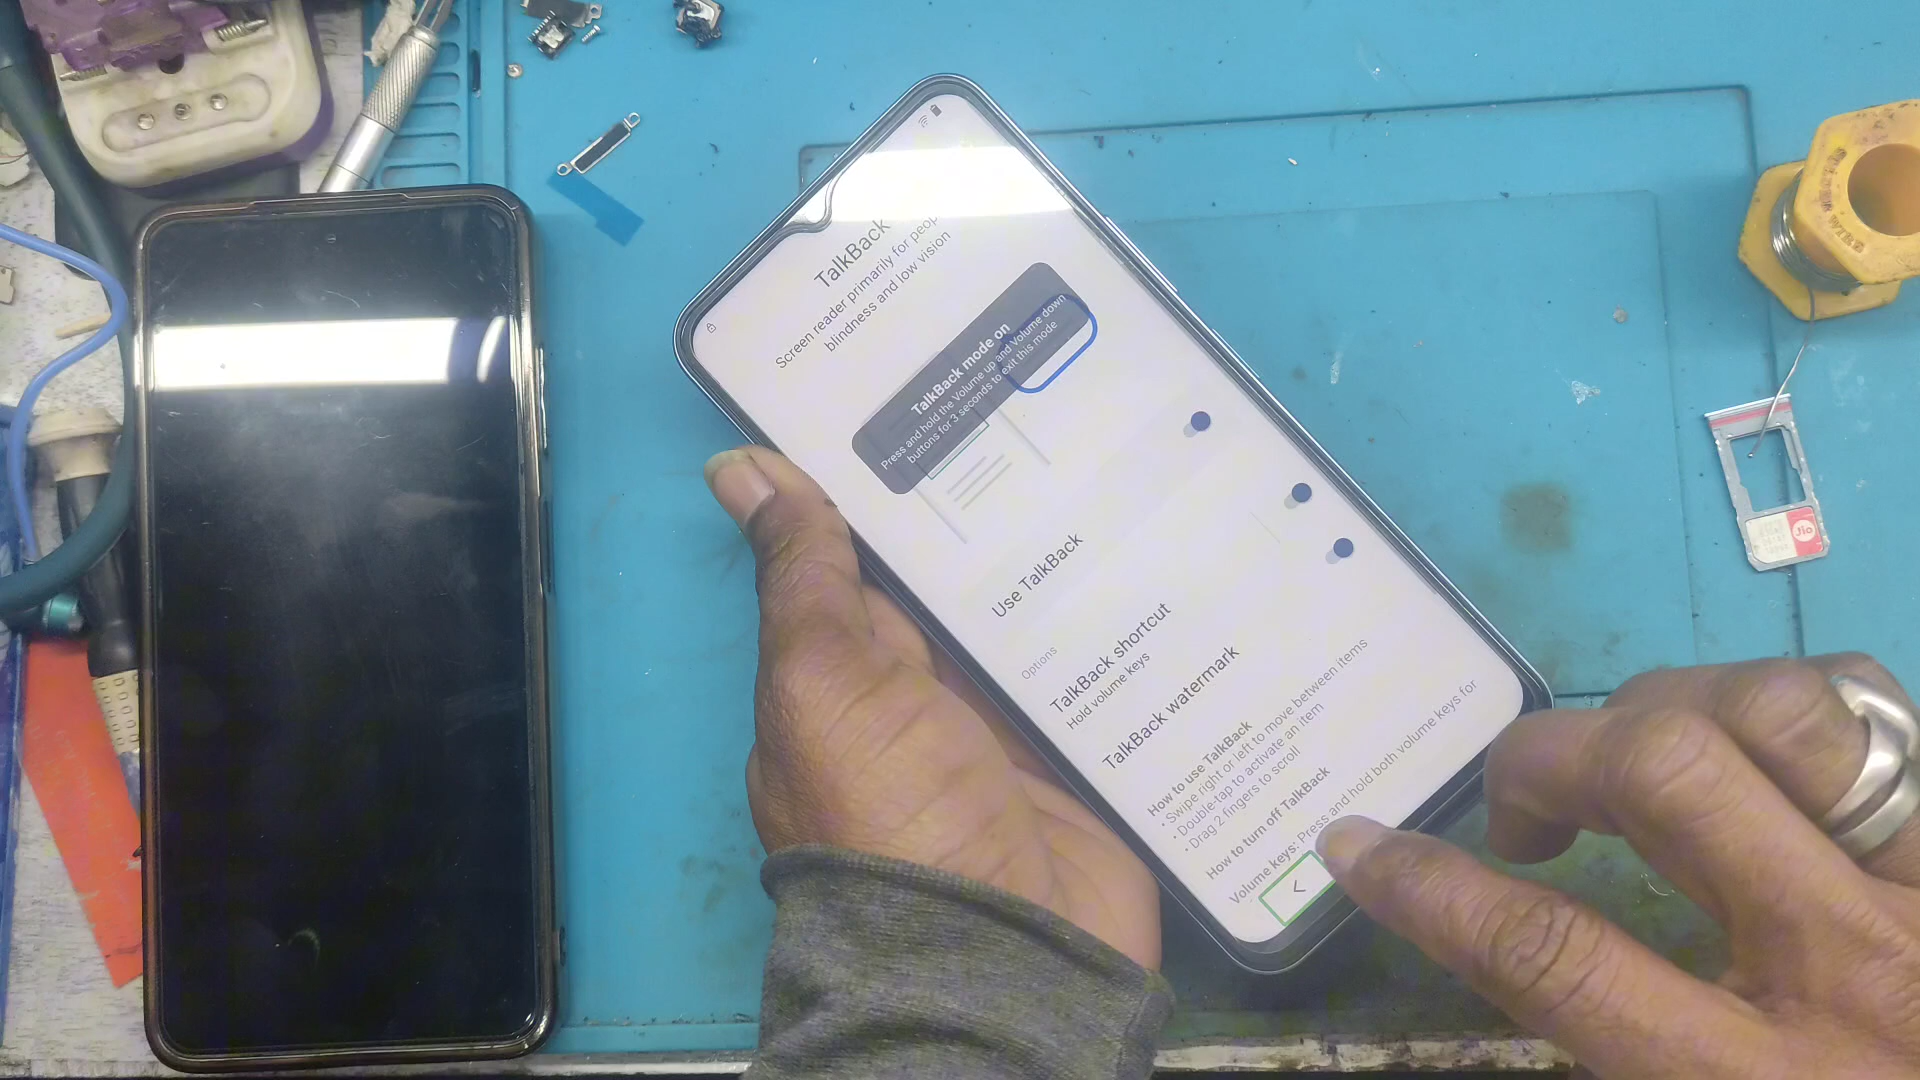 TalkBack
Screen reader primarily for peop
blindness and low vision
TalkBack mode on
Press and hold the Volume up and Volume down
buttons for 3 seconds to exit this mode
Use TalkBack
Options
TalkBack shortcut
Hold volume keys
TalkBack watermark
How to use TalkBack
• Swipe right or left to move between items
• Double-tap to activate an item
• Drag 2 fingers to scroll
How to turn off TalkBack
Volume keys: Press and hold both volume keys for
Jio